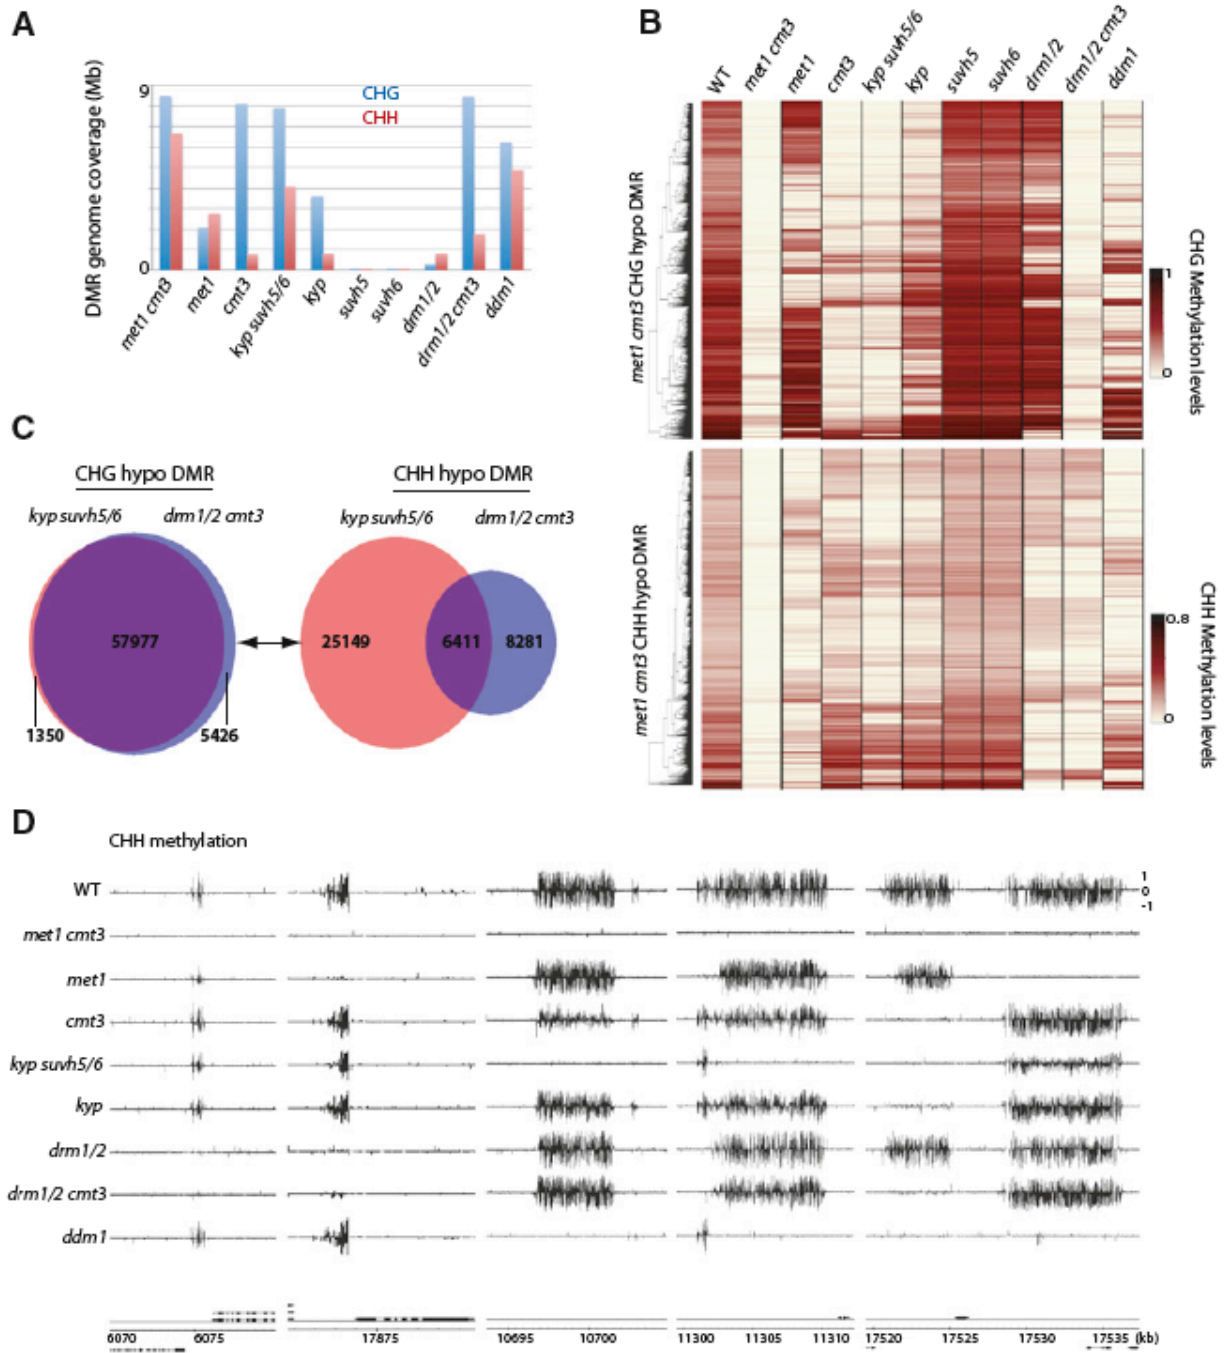 A
DMR genome coverage (Mb)
9
0
CHG
CHH
met1 cmt3
met1
cmt3
kyp suvh5/6
kyp
suvh5
suvh6
drm1/2
drm1/2 cmt3
ddm1
B
WT
met1 cmt3
met1
cmt3
kyp suvh5/6
kyp
suvh5
suvh6
drm1/2
drm1/2 cmt3
ddm1
met1 cmt3 CHG hypo DMR
1
0
CHG Methylation levels
met1 cmt3 CHH hypo DMR
0.8
0
CHH Methylation levels
C
CHG hypo DMR
kyp suvh5/6 drm1/2 cmt3
57977
1350
5426
CHH hypo DMR
kyp suvh5/6 drm1/2 cmt3
25149 6411 8281
D
CHH methylation
WT
1
0
-1
met1 cmt3
met1
cmt3
kyp suvh5/6
kyp
drm1/2
drm1/2 cmt3
ddm1
6070 6075 17875 10695 10700 11300 11305 11310 17520 17525 17530 17535 (kb)